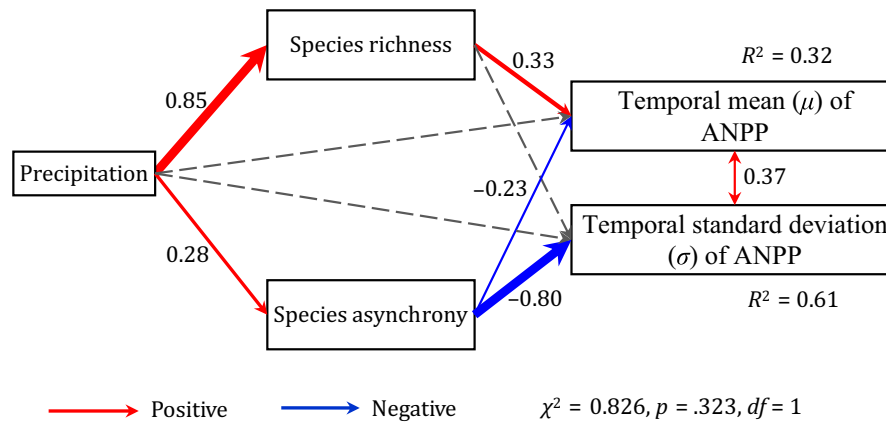 Species richness
R² = 0.32
0.33
0.85
Temporal mean (μ) of
ANPP
Precipitation
0.37
−0.23
Temporal standard deviation
(σ) of ANPP
0.28
Species asynchrony
−0.80
R² = 0.61
Positive
Negative
χ² = 0.826, p = .323, df = 1